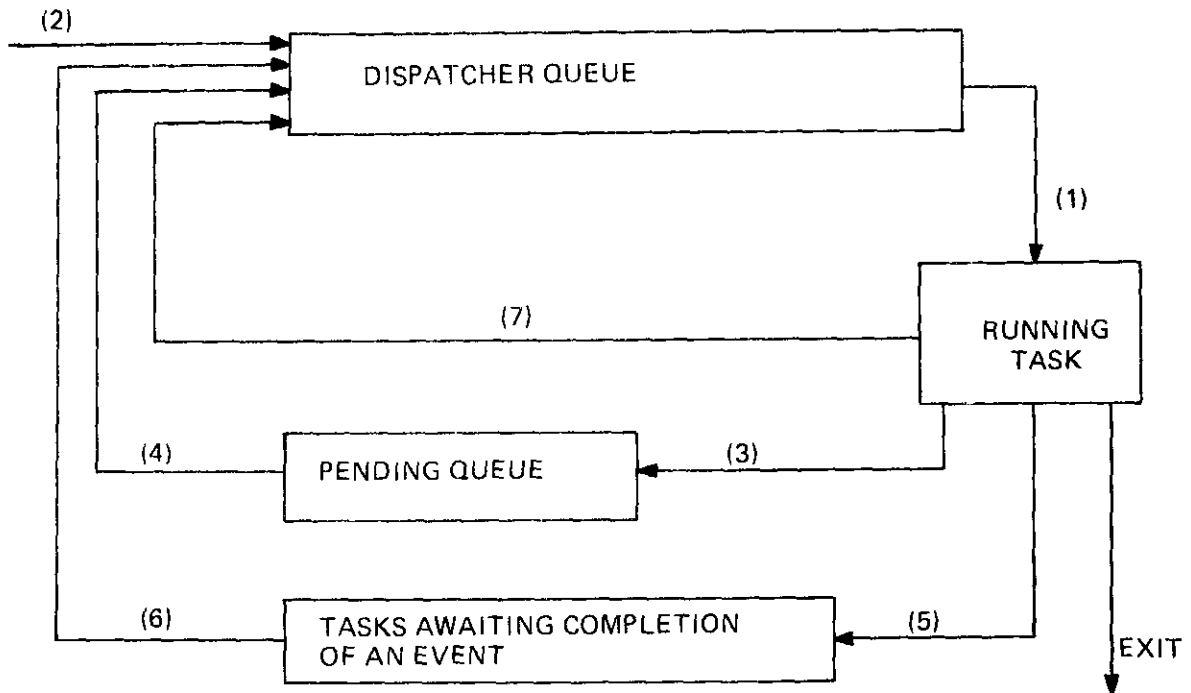 (2)
DISPATCHER QUEUE
(1)
(7)
RUNNING
TASK
(4)
PENDING QUEUE
(3)
(6)
TASKS AWAITING COMPLETION
OF AN EVENT
(5)
EXIT